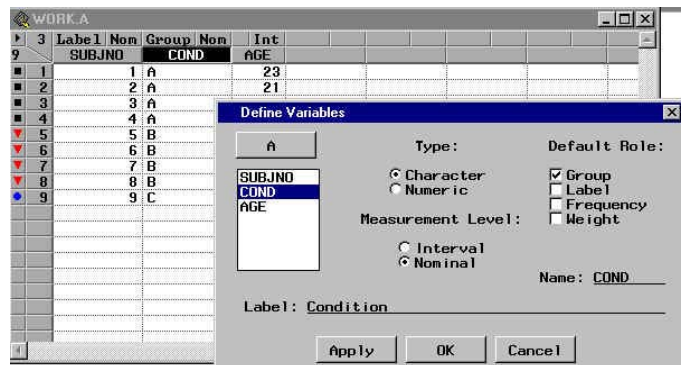 WORK.A
3 Label Nom Group Nom Int
9 SUBJNO COND AGE
1 1 A 23
2 2 A 21
3 3 A
4 4 A
5 5 B
6 6 B
7 7 B
8 8 B
9 9 C
Define Variables
A
Type:
Default Role:
SUBJNO
COND
AGE
Character
Numeric
Group
Label
Frequency
Weight
Measurement Level:
Interval
Nominal
Name: COND
Label: Condition
Apply OK Cancel